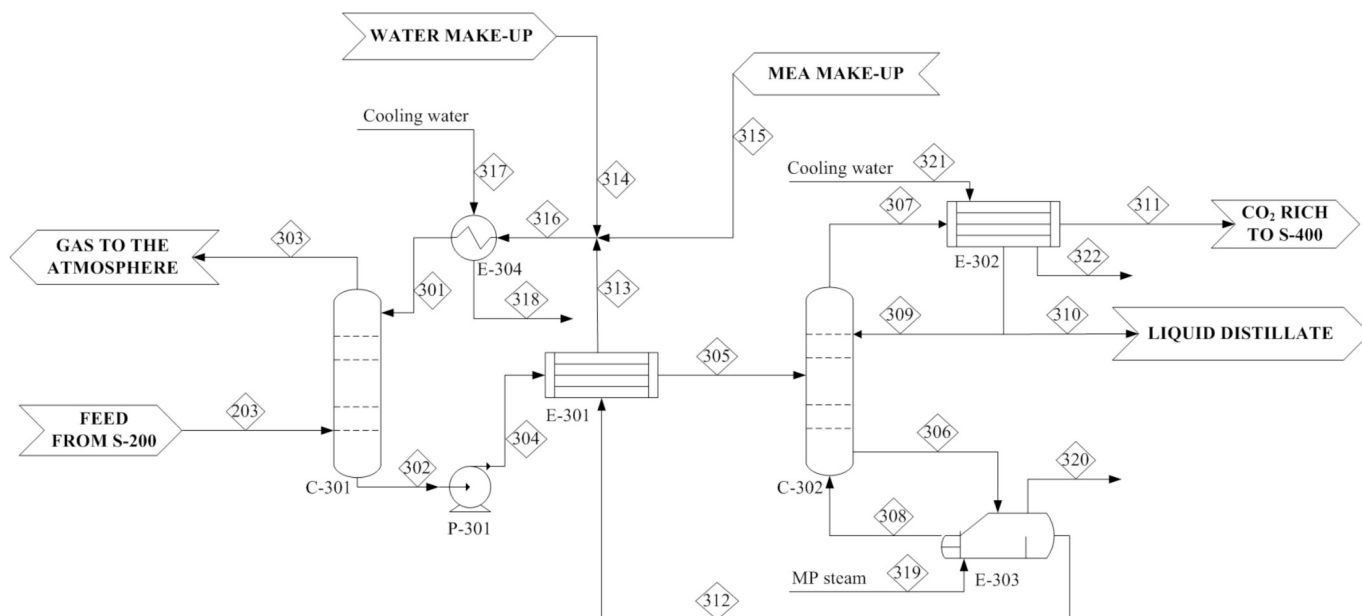 WATER MAKE-UP
MEA MAKE-UP
Cooling water
317
314
315
Cooling water
321
307
311
CO₂ RICH
TO S-400
GAS TO THE
ATMOSPHERE
303
316
E-304
301
318
313
E-302
322
309
310
LIQUID DISTILLATE
305
E-301
FEED
FROM S-200
203
304
306
302
C-301
P-301
C-302
320
308
E-303
MP steam
319
312